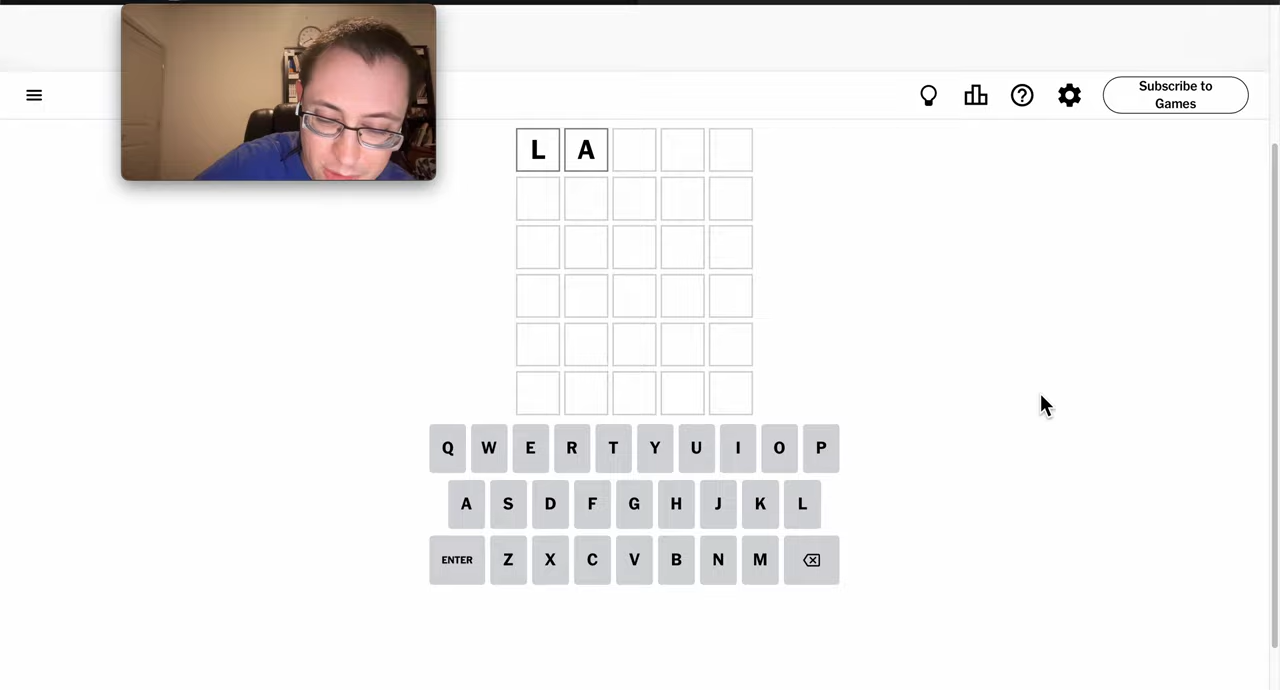 Subscribe to
Games
L A
Q W E R T Y U I O P
A S D F G H J K L
ENTER Z X C V B N M